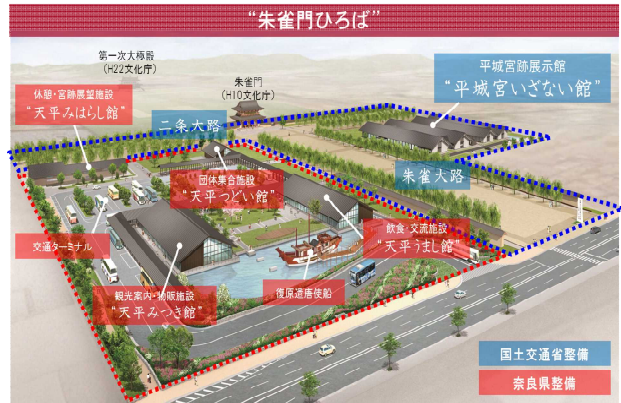 “朱雀門ひろば”
第一次大極殿
(H22文化庁)
朱雀門
(H10文化庁)
平城宮跡展示館
“平城宮いざない館”
休憩・宮跡展望施設
“天平みはらし館”
二条大路
朱雀大路
団体集合施設
“天平つどい館”
飲食・交流施設
“天平うまし館”
交通ターミナル
観光案内・物販施設
“天平みつき館”
復原遣唐使船
国土交通省整備
奈良県整備